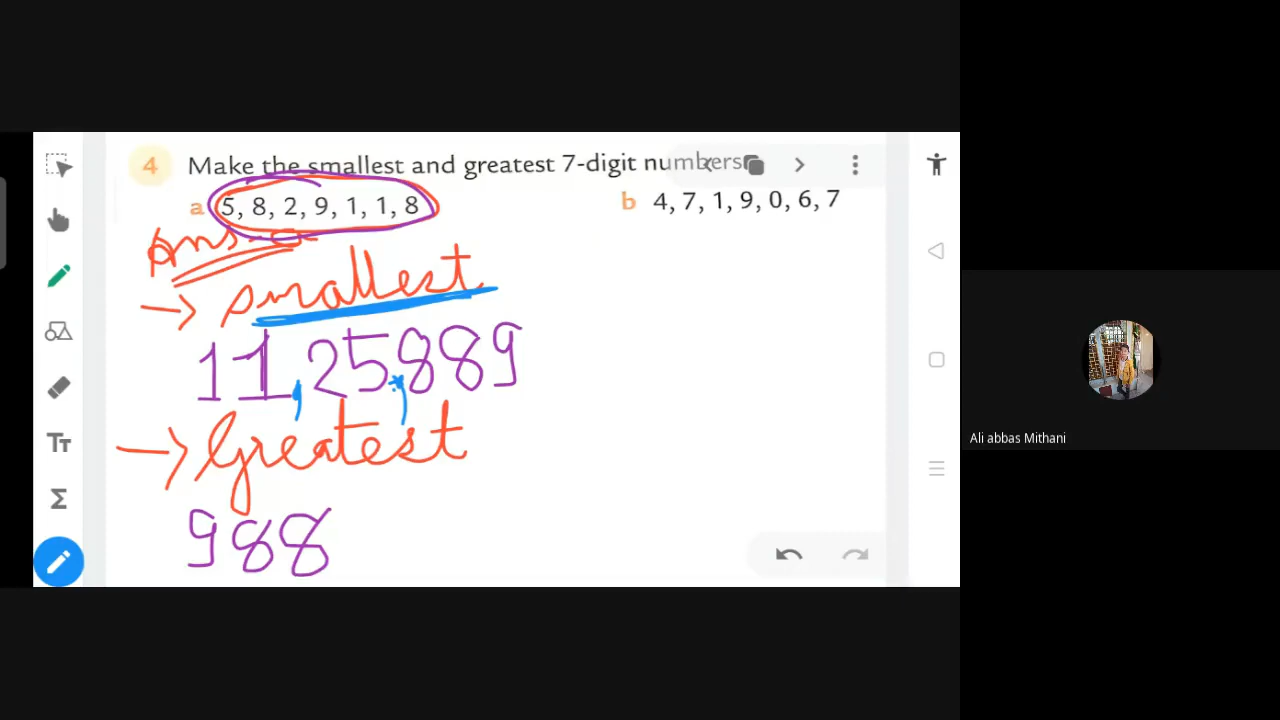 4 Make the smallest and greatest 7-digit numbers
a 5, 8, 2, 9, 1, 1, 8
b 4, 7, 1, 9, 0, 6, 7
Ans-a
→ smallest
11,25,889
→ Greatest
988
Tт
Σ
Ali abbas Mithani